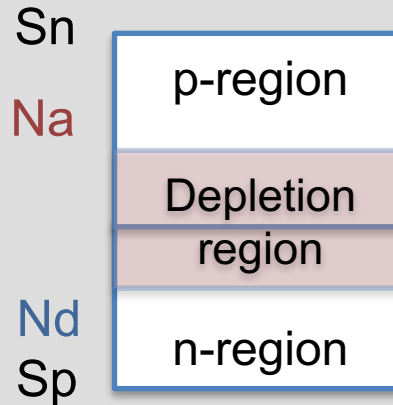 Sn
p-region
Na
Depletion
region
Nd
n-region
Sp